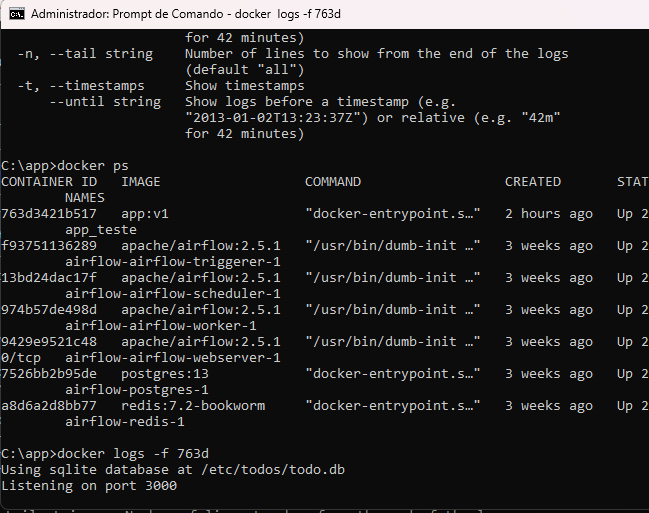 Administrador: Prompt de Comando - docker logs -f 763d
for 42 minutes)
-n, --tail string    Number of lines to show from the end of the logs
(default "all")
-t, --timestamps     Show timestamps
--until string   Show logs before a timestamp (e.g.
"2013-01-02T13:23:37Z") or relative (e.g. "42m"
for 42 minutes)
C:\app>docker ps
CONTAINER ID   IMAGE                  COMMAND                  CREATED       STAT
NAMES
763d3421b517   app:v1                 "docker-entrypoint.s…"   2 hours ago   Up 2
app_teste
f93751136289   apache/airflow:2.5.1   "/usr/bin/dumb-init …"   3 weeks ago   Up 2
airflow-airflow-triggerer-1
13bd24dac17f   apache/airflow:2.5.1   "/usr/bin/dumb-init …"   3 weeks ago   Up 2
airflow-airflow-scheduler-1
974b57de498d   apache/airflow:2.5.1   "/usr/bin/dumb-init …"   3 weeks ago   Up 2
airflow-airflow-worker-1
9429e9521c48   apache/airflow:2.5.1   "/usr/bin/dumb-init …"   3 weeks ago   Up 2
0/tcp   airflow-airflow-webserver-1
7526bb2b95de   postgres:13            "docker-entrypoint.s…"   3 weeks ago   Up 2
airflow-postgres-1
a8d6a2d8bb77   redis:7.2-bookworm     "docker-entrypoint.s…"   3 weeks ago   Up 2
airflow-redis-1
C:\app>docker logs -f 763d
Using sqlite database at /etc/todos/todo.db
Listening on port 3000